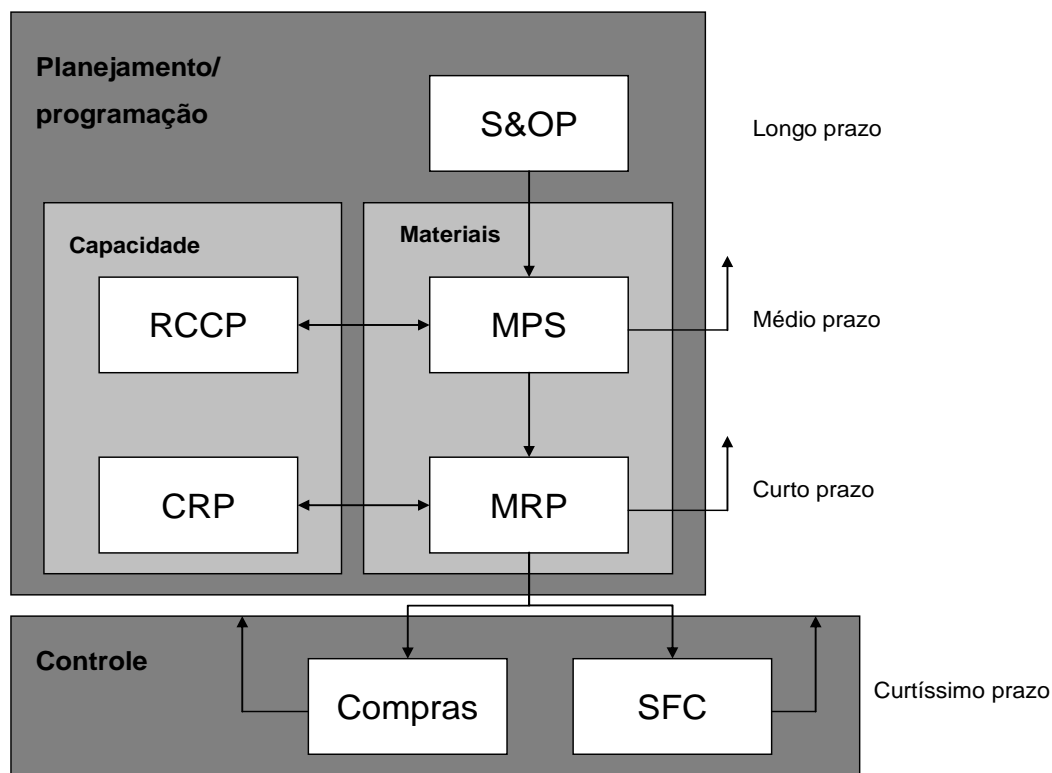 Planejamento/
programação
S&OP
Longo prazo
Capacidade
Materiais
RCCP
MPS
Médio prazo
CRP
MRP
Curto prazo
Controle
Compras
SFC
Curtíssimo prazo